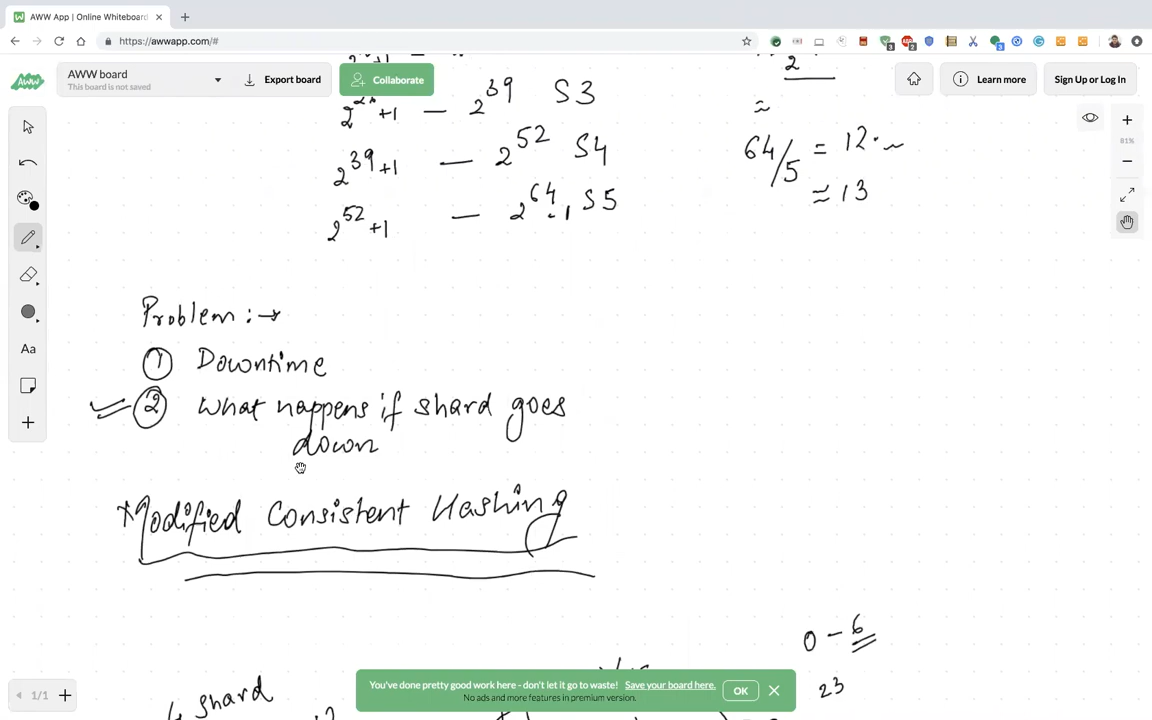 AWW App | Online Whiteboard
https://awwapp.com/#
AWW
AWW board
This board is not saved
Export board
Collaborate
Learn more
Sign Up or Log In
81%
Aa
2
+1 — 2^39 S3
2^39+1 — 2^52 S4
2^52+1 — 2^64-1 S5
≈
64/5 = 12.~
≈ 13
Problem :→
① Downtime
② What happens if shard goes
down
*Modified Consistent Hashing
0 - 6
23
shard
1/1
You've done pretty good work here - don't let it go to waste! Save your board here.
No ads and more features in premium version.
OK